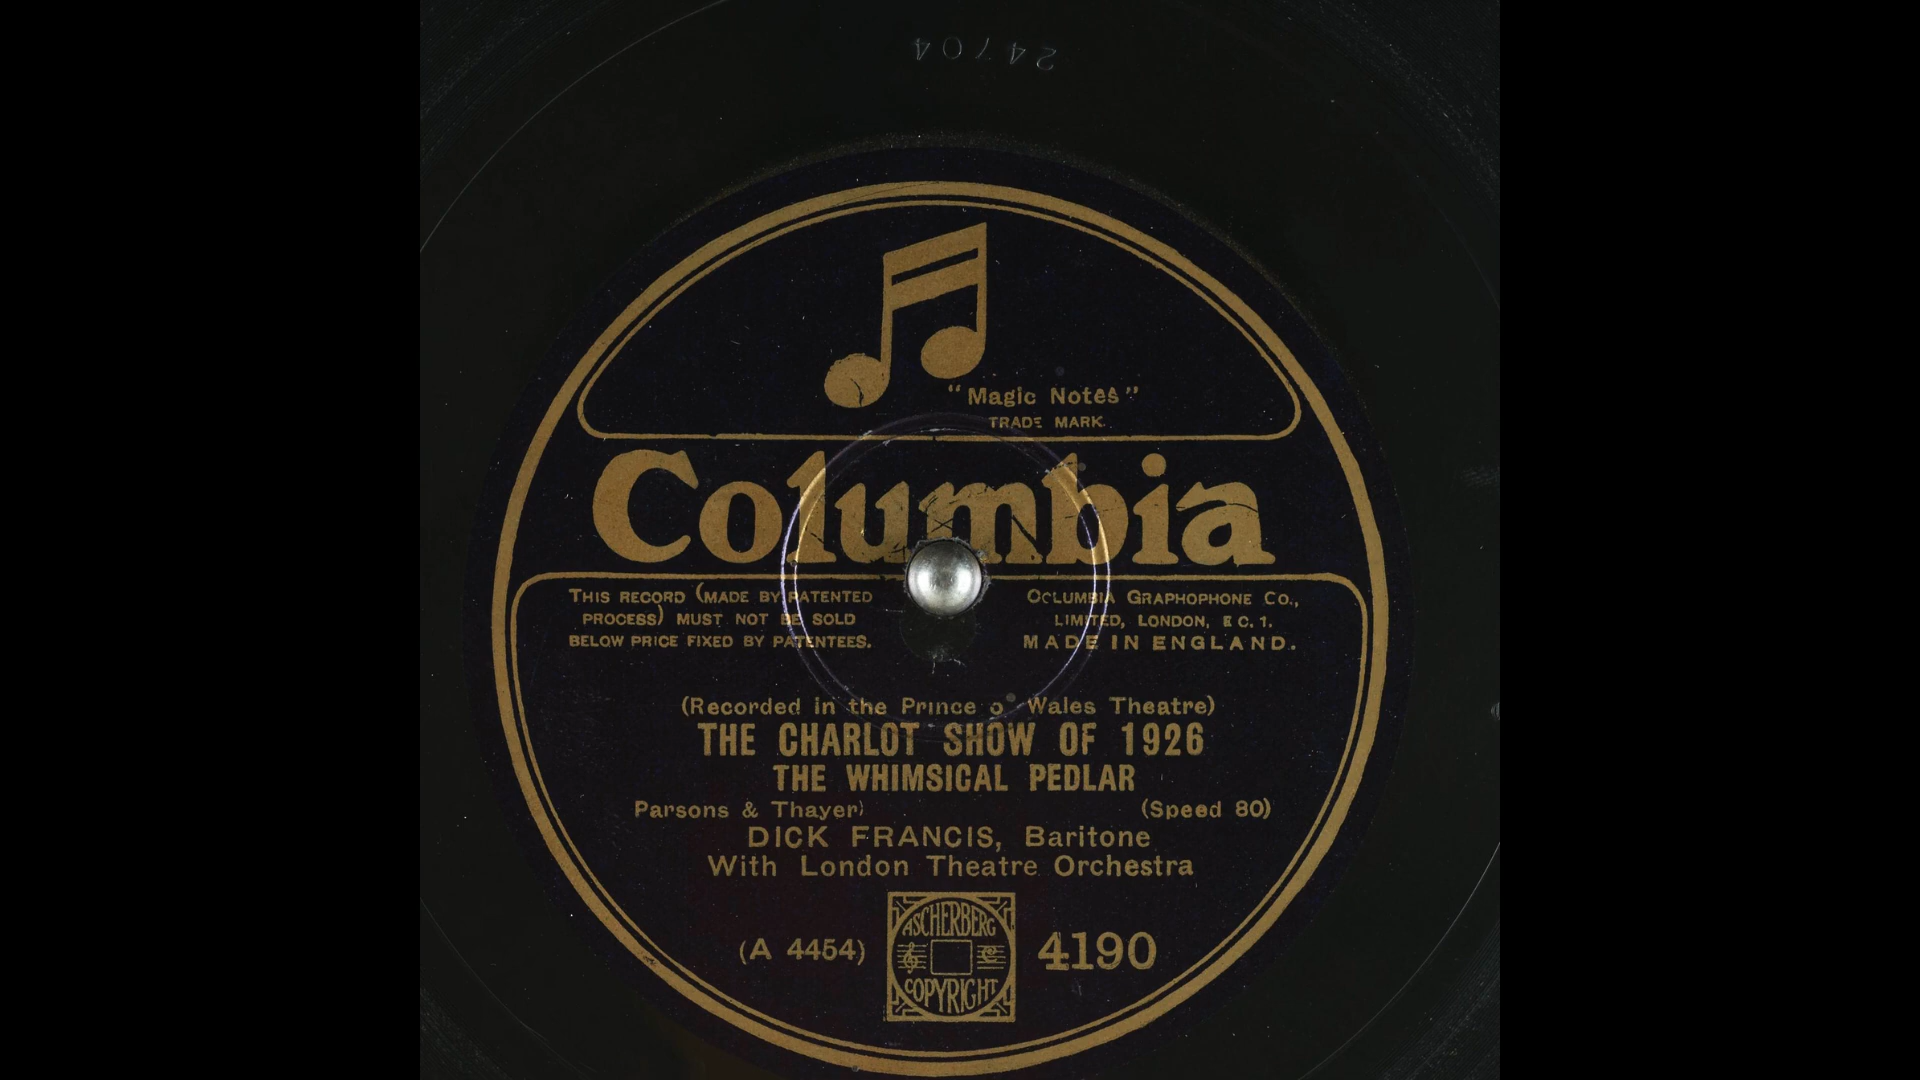 24704
"Magic Notes"
TRADE MARK.
Columbia
THIS RECORD (MADE BY PATENTED
PROCESS) MUST NOT BE SOLD
BELOW PRICE FIXED BY PATENTEES.
COLUMBIA GRAPHOPHONE CO.,
LIMITED, LONDON, E.C.1.
MADE IN ENGLAND.
(Recorded in the Prince o' Wales Theatre)
THE CHARLOT SHOW OF 1926
THE WHIMSICAL PEDLAR
Parsons & Thayer) (Speed 80)
DICK FRANCIS, Baritone
With London Theatre Orchestra
ASCHERBERG
COPYRIGHT
(A 4454) 4190